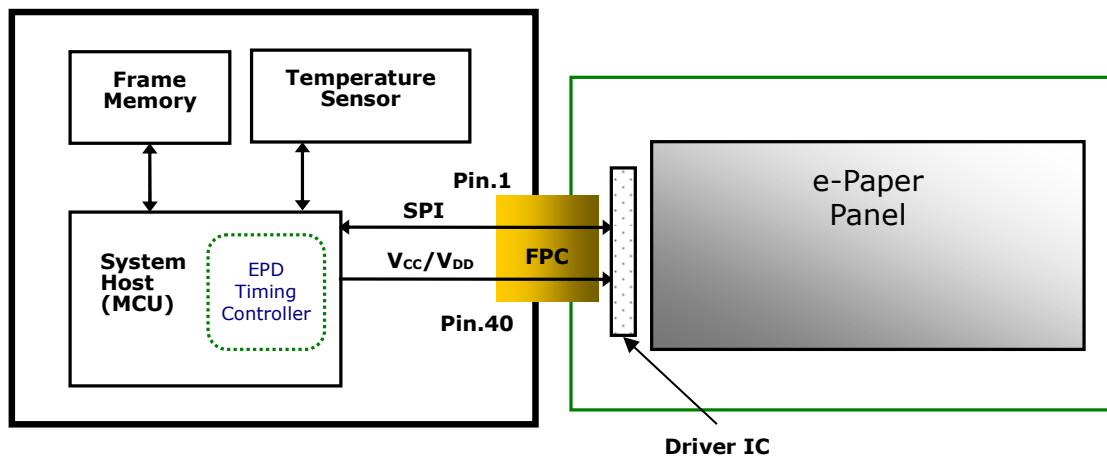 Frame
Memory
Temperature
Sensor
Pin.1
SPI
System
Host
(MCU)
EPD
Timing
Controller
VCC/VDD
FPC
Pin.40
e-Paper
Panel
Driver IC